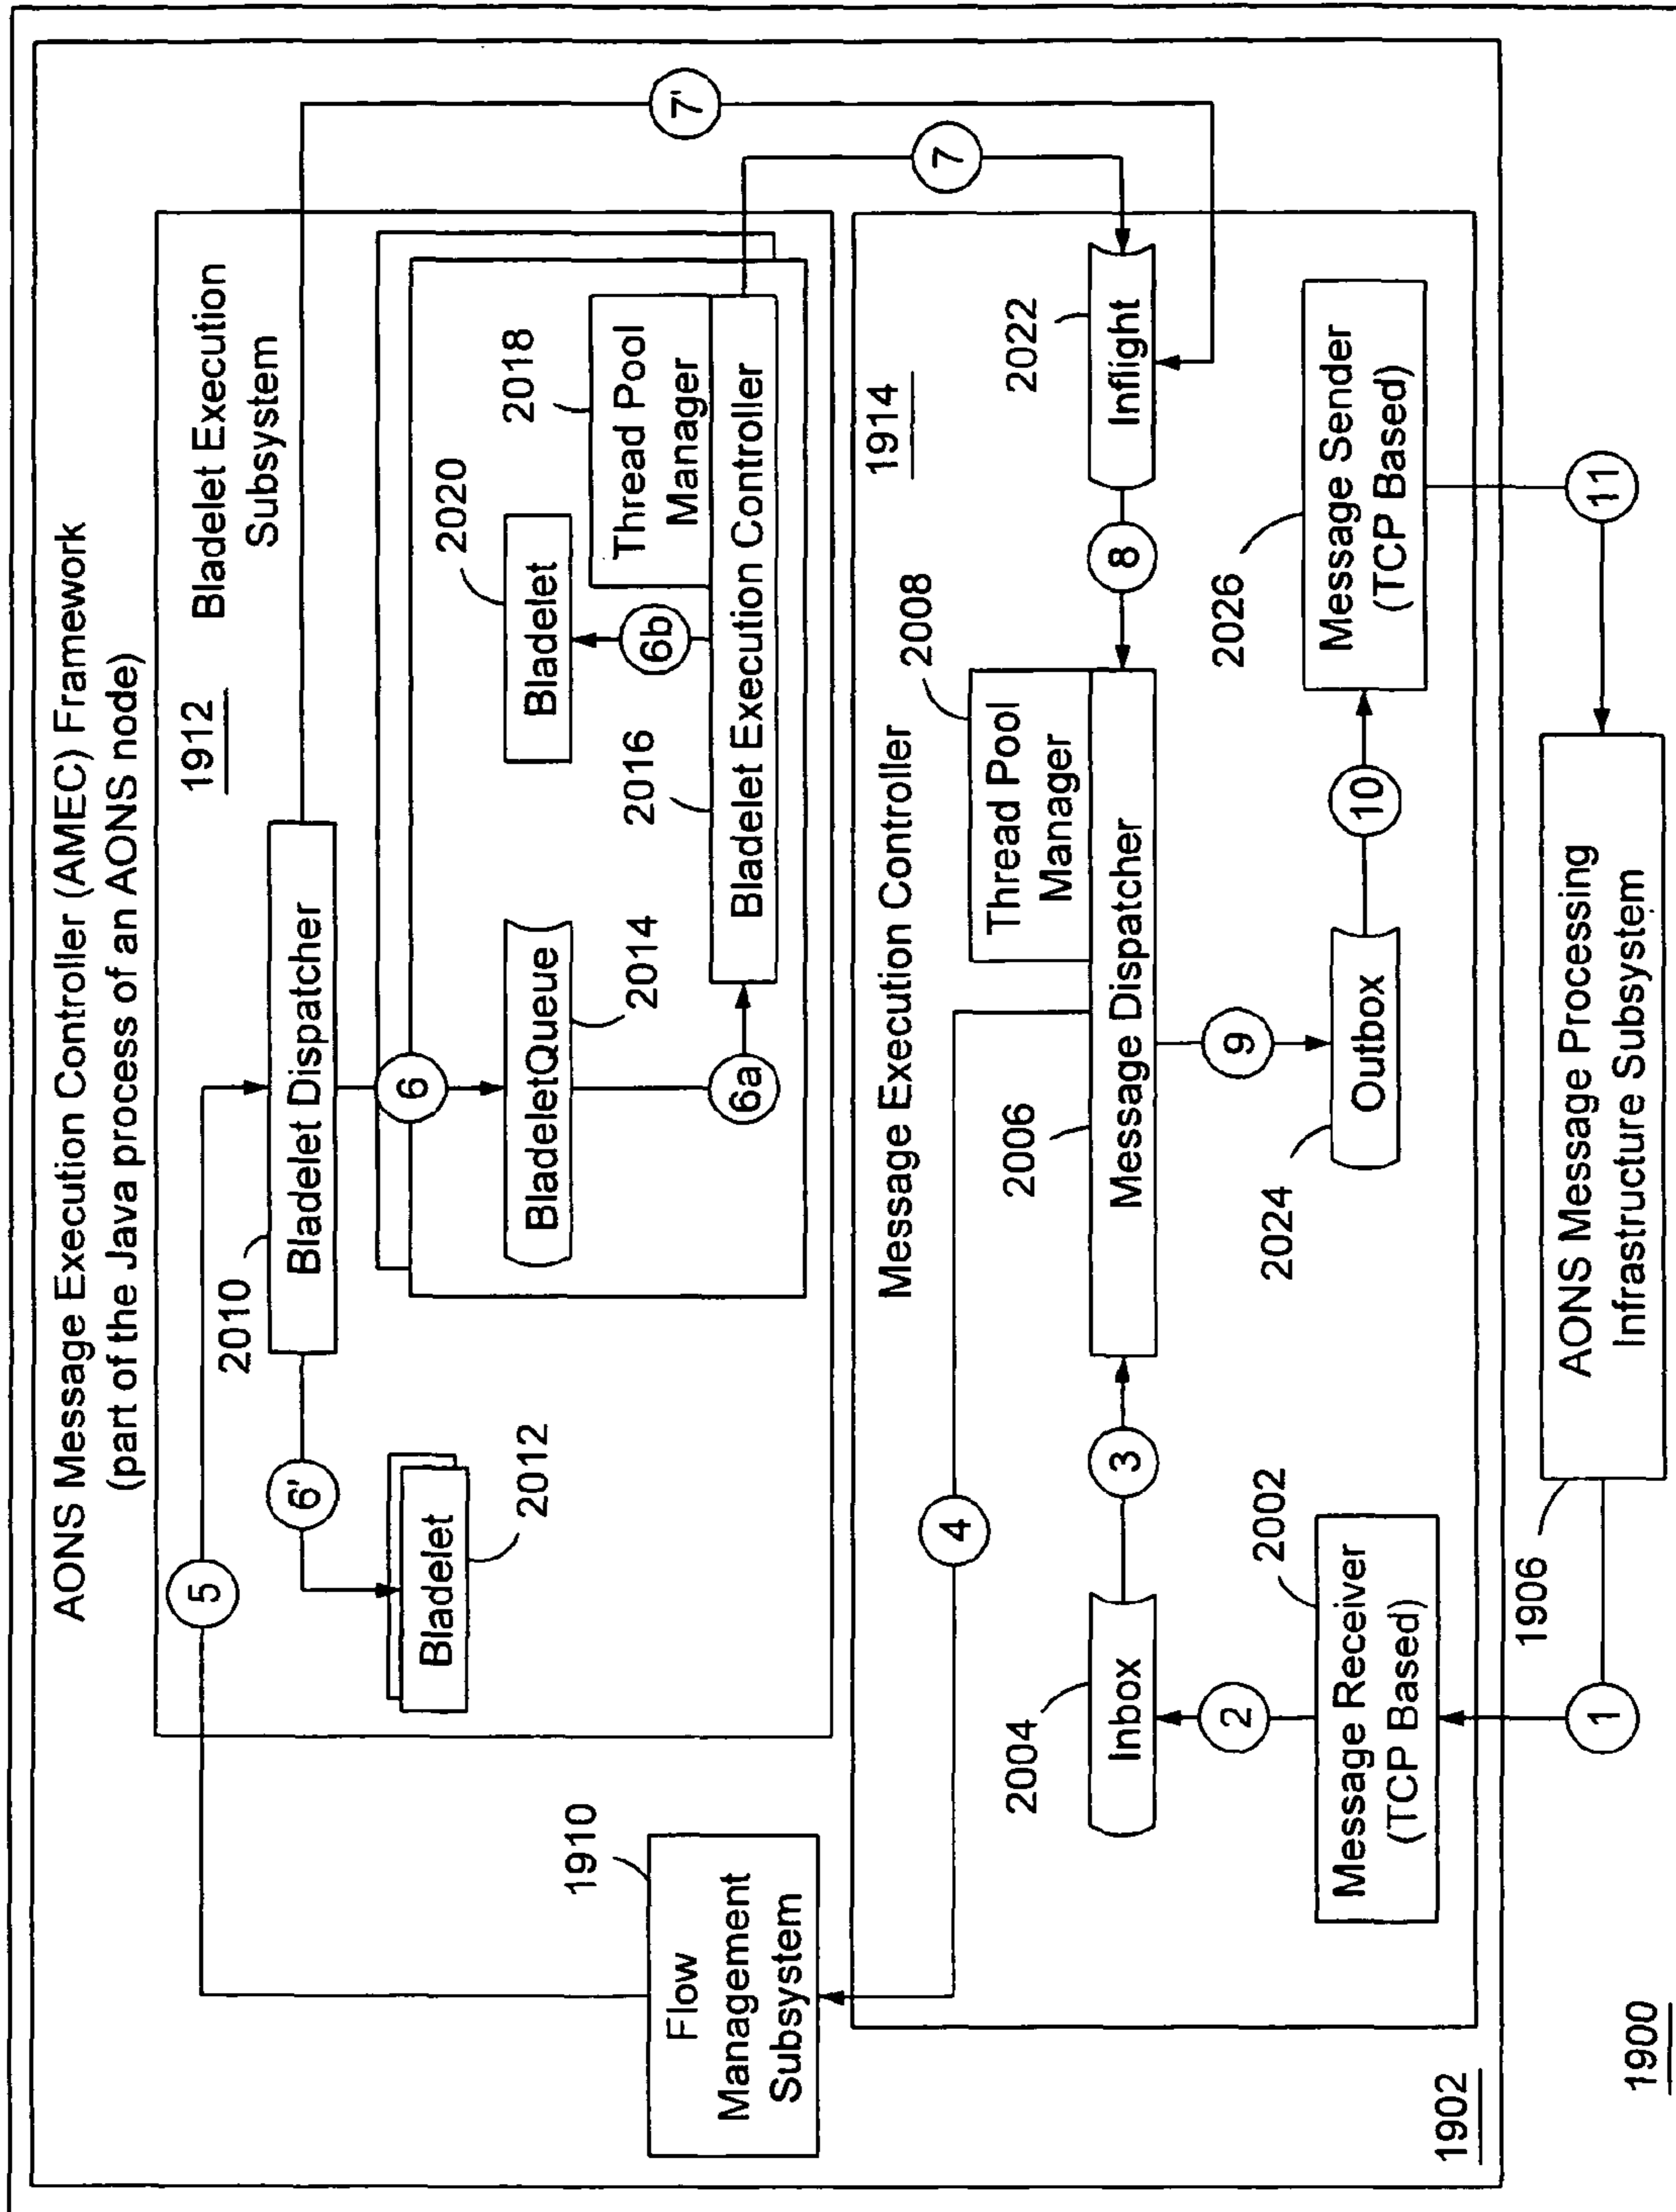 AONS Message Execution Controller (AMEC) Framework
(part of the Java process of an AONS node)
1912
Bladelet Execution
Subsystem
5
2010
Bladelet Dispatcher
6'
7'
Bladelet
2012
6
BladeletQueue
2014
6a
2020
Bladelet
6b
2018
Thread Pool
Manager
2016
Bladelet Execution Controller
7
1910
Flow
Management
Subsystem
Message Execution Controller
1914
4
2008
Thread Pool
Manager
2006
Message Dispatcher
2004
Inbox
3
8
2022
Inflight
2
9
2002
Message Receiver
(TCP Based)
2024
Outbox
10
2026
Message Sender
(TCP Based)
1902
1
1906
AONS Message Processing
Infrastructure Subsystem
11
1900